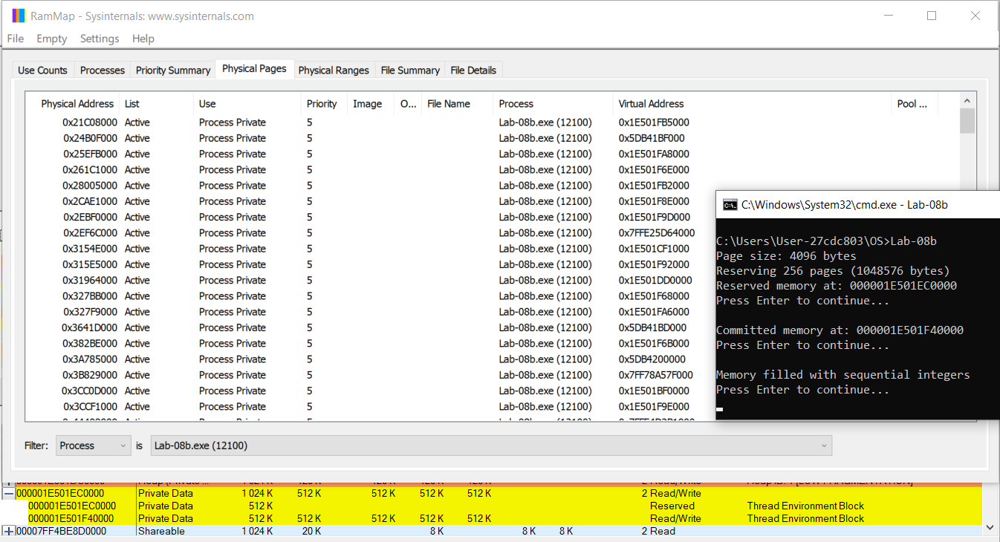 RamMap - Sysinternals: www.sysinternals.com
File Empty Settings Help
Use Counts Processes Priority Summary Physical Pages Physical Ranges File Summary File Details
Physical Address List Use Priority Image O... File Name Process Virtual Address Pool ...
0x21C08000 Active Process Private 5 Lab-08b.exe (12100) 0x1E501FB5000
0x24B0F000 Active Process Private 5 Lab-08b.exe (12100) 0x5DB41BF000
0x25EFB000 Active Process Private 5 Lab-08b.exe (12100) 0x1E501FA8000
0x261C1000 Active Process Private 5 Lab-08b.exe (12100) 0x1E501F6E000
0x28005000 Active Process Private 5 Lab-08b.exe (12100) 0x1E501FB2000
0x2CAE1000 Active Process Private 5 Lab-08b.exe (12100) 0x1E501F8E000
0x2EBF0000 Active Process Private 5 Lab-08b.exe (12100) 0x1E501F9D000
0x2EF6C000 Active Process Private 5 Lab-08b.exe (12100) 0x7FFE25D64000
0x3154E000 Active Process Private 5 Lab-08b.exe (12100) 0x1E501CF1000
0x315E5000 Active Process Private 5 Lab-08b.exe (12100) 0x1E501F92000
0x31964000 Active Process Private 5 Lab-08b.exe (12100) 0x1E501DD0000
0x327BB000 Active Process Private 5 Lab-08b.exe (12100) 0x1E501F68000
0x327F9000 Active Process Private 5 Lab-08b.exe (12100) 0x1E501FA6000
0x3641D000 Active Process Private 5 Lab-08b.exe (12100) 0x5DB41BD000
0x382BE000 Active Process Private 5 Lab-08b.exe (12100) 0x1E501F6B000
0x3A785000 Active Process Private 5 Lab-08b.exe (12100) 0x5DB4200000
0x3B829000 Active Process Private 5 Lab-08b.exe (12100) 0x7FF78A57F000
0x3CC0D000 Active Process Private 5 Lab-08b.exe (12100) 0x1E501BF0000
0x3CCF1000 Active Process Private 5 Lab-08b.exe (12100) 0x1E501F9E000
Filter: Process is Lab-08b.exe (12100)
C:\Windows\System32\cmd.exe - Lab-08b
C:\Users\User-27cdc803\OS>Lab-08b
Page size: 4096 bytes
Reserving 256 pages (1048576 bytes)
Reserved memory at: 000001E501EC0000
Press Enter to continue...
Committed memory at: 000001E501F40000
Press Enter to continue...
Memory filled with sequential integers
Press Enter to continue...
000001E501EC0000 Private Data 1 024 K 512 K 512 K 512 K 2 Read/Write
000001E501EC0000 Private Data 512 K Reserved Thread Environment Block
000001E501F40000 Private Data 512 K 512 K 512 K 512 K Read/Write Thread Environment Block
00007FF4BE8D0000 Shareable 1 024 K 20 K 8 K 8 K 8 K 2 Read